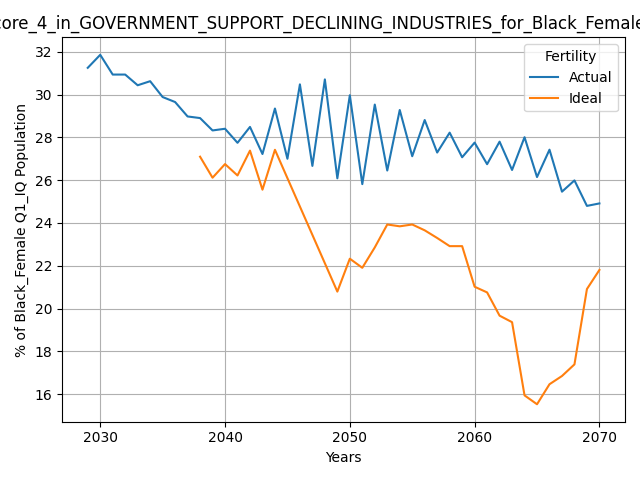 core_4_in_GOVERNMENT_SUPPORT_DECLINING_INDUSTRIES_for_Black_Female
Fertility
Actual
Ideal
% of Black_Female Q1_IQ Population
32
30
28
26
24
22
20
18
16
2030
2040
2050
2060
2070
Years